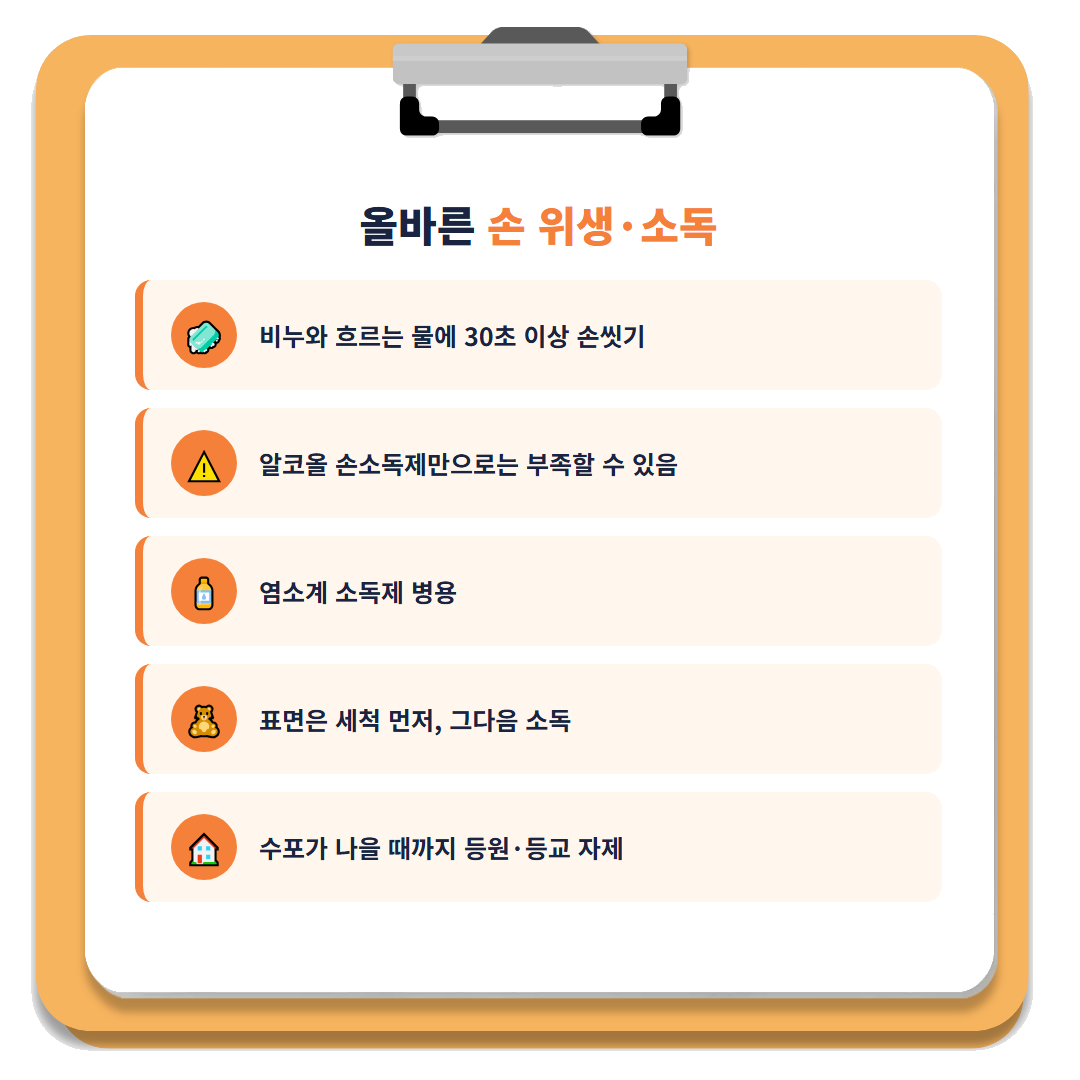 올바른 손 위생·소독
비누와 흐르는 물에 30초 이상 손씻기
알코올 손소독제만으로는 부족할 수 있음
염소계 소독제 병용
표면은 세척 먼저, 그다음 소독
수포가 나을 때까지 등원·등교 자제